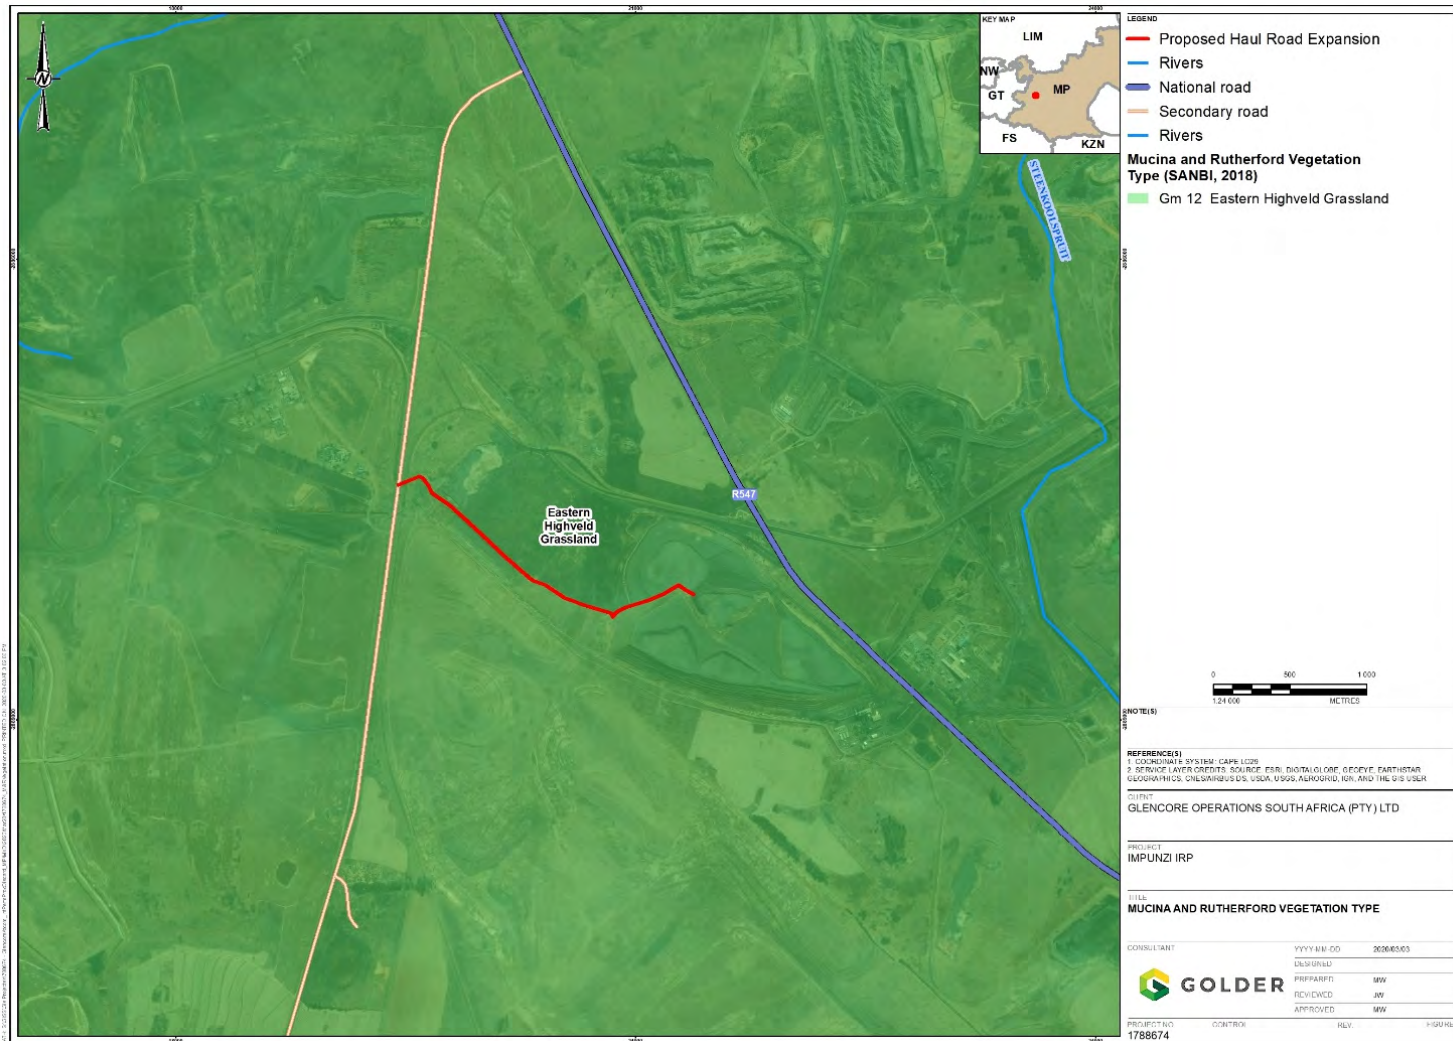 KEY MAP
LIM
NW
GT
MP
FS
KZN
STEENKOOLSPRUIT
R547
Eastern
Highveld
Grassland
LEGEND
Proposed Haul Road Expansion
Rivers
National road
Secondary road
Rivers
Mucina and Rutherford Vegetation
Type (SANBI, 2018)
Gm 12 Eastern Highveld Grassland
0 500 1 000
1:24 000 METRES
NOTE(S)
REFERENCE(S)
1. COORDINATE SYSTEM: CAPE LO29
2. SERVICE LAYER CREDITS: SOURCE: ESRI, DIGITALGLOBE, GEOEYE, EARTHSTAR
GEOGRAPHICS, CNES/AIRBUS DS, USDA, USGS, AEROGRID, IGN, AND THE GIS USER
CLIENT
GLENCORE OPERATIONS SOUTH AFRICA (PTY) LTD
PROJECT
IMPUNZI IRP
TITLE
MUCINA AND RUTHERFORD VEGETATION TYPE
CONSULTANT
GOLDER
YYYY-MM-DD 2020/03/03
DESIGNED
PREPARED MW
REVIEWED JW
APPROVED MW
PROJECT NO. CONTROL REV. FIGURE
1788674